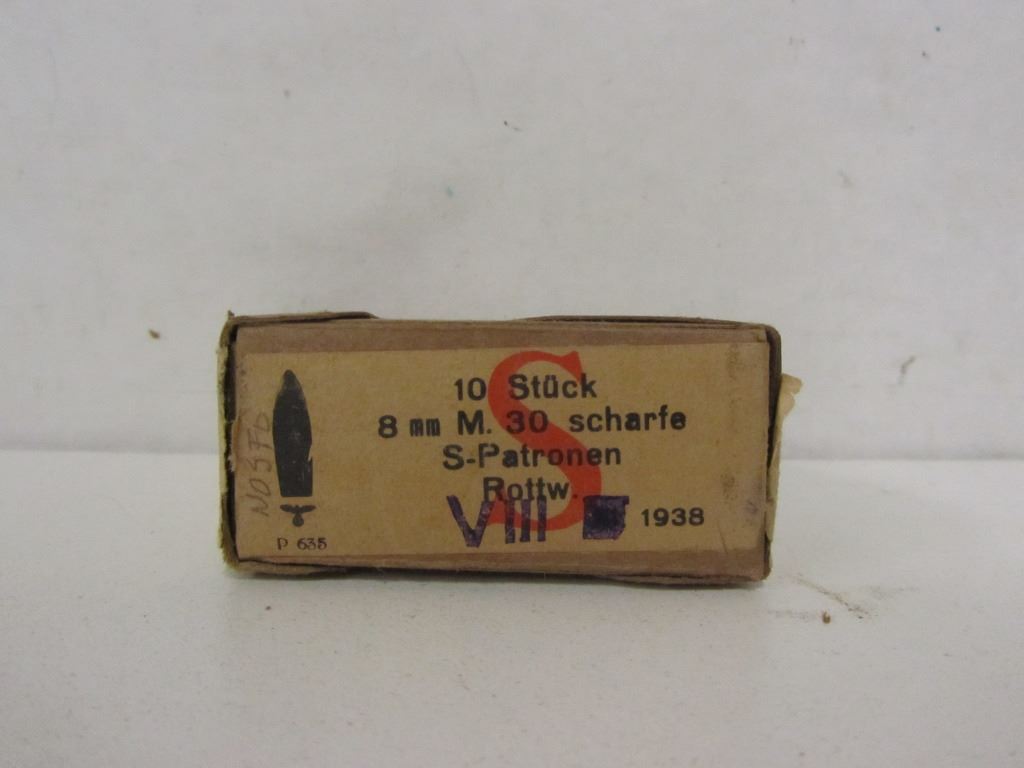 10 Stück
8 mm M. 30 scharfe
S-Patronen
Rottw.
VIII 1938
S
P 635